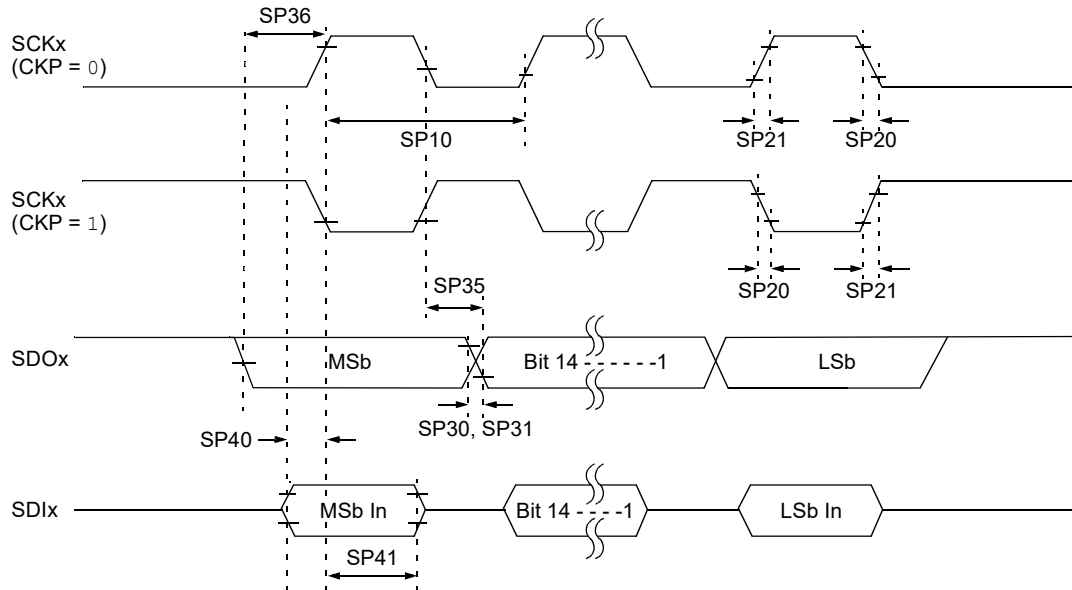 SP36
SCKx
(CKP = 0)
SP10
SP21
SP20
SCKx
(CKP = 1)
SP35
SP20
SP21
SDOx
MSb
Bit 14 - - - - - -1
LSb
SP30, SP31
SP40
SDIx
MSb In
Bit 14 - - - - -1
LSb In
SP41